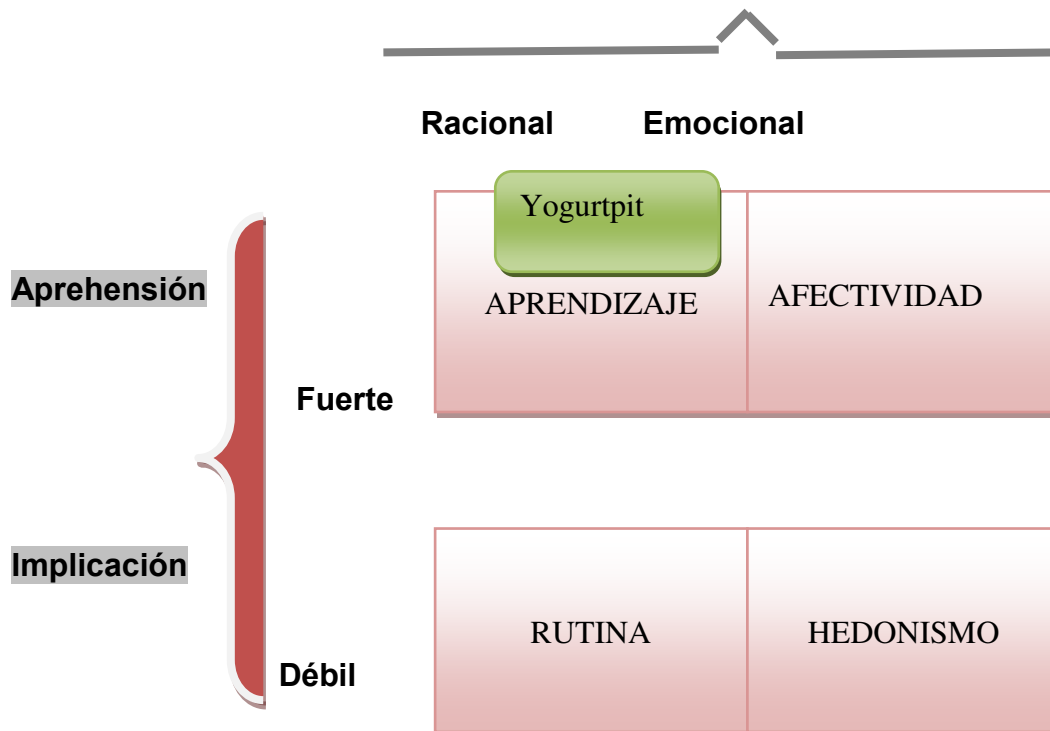 Racional Emocional
Yogurtpit
Aprehensión
APRENDIZAJE AFECTIVIDAD
Fuerte
Implicación
RUTINA HEDONISMO
Débil